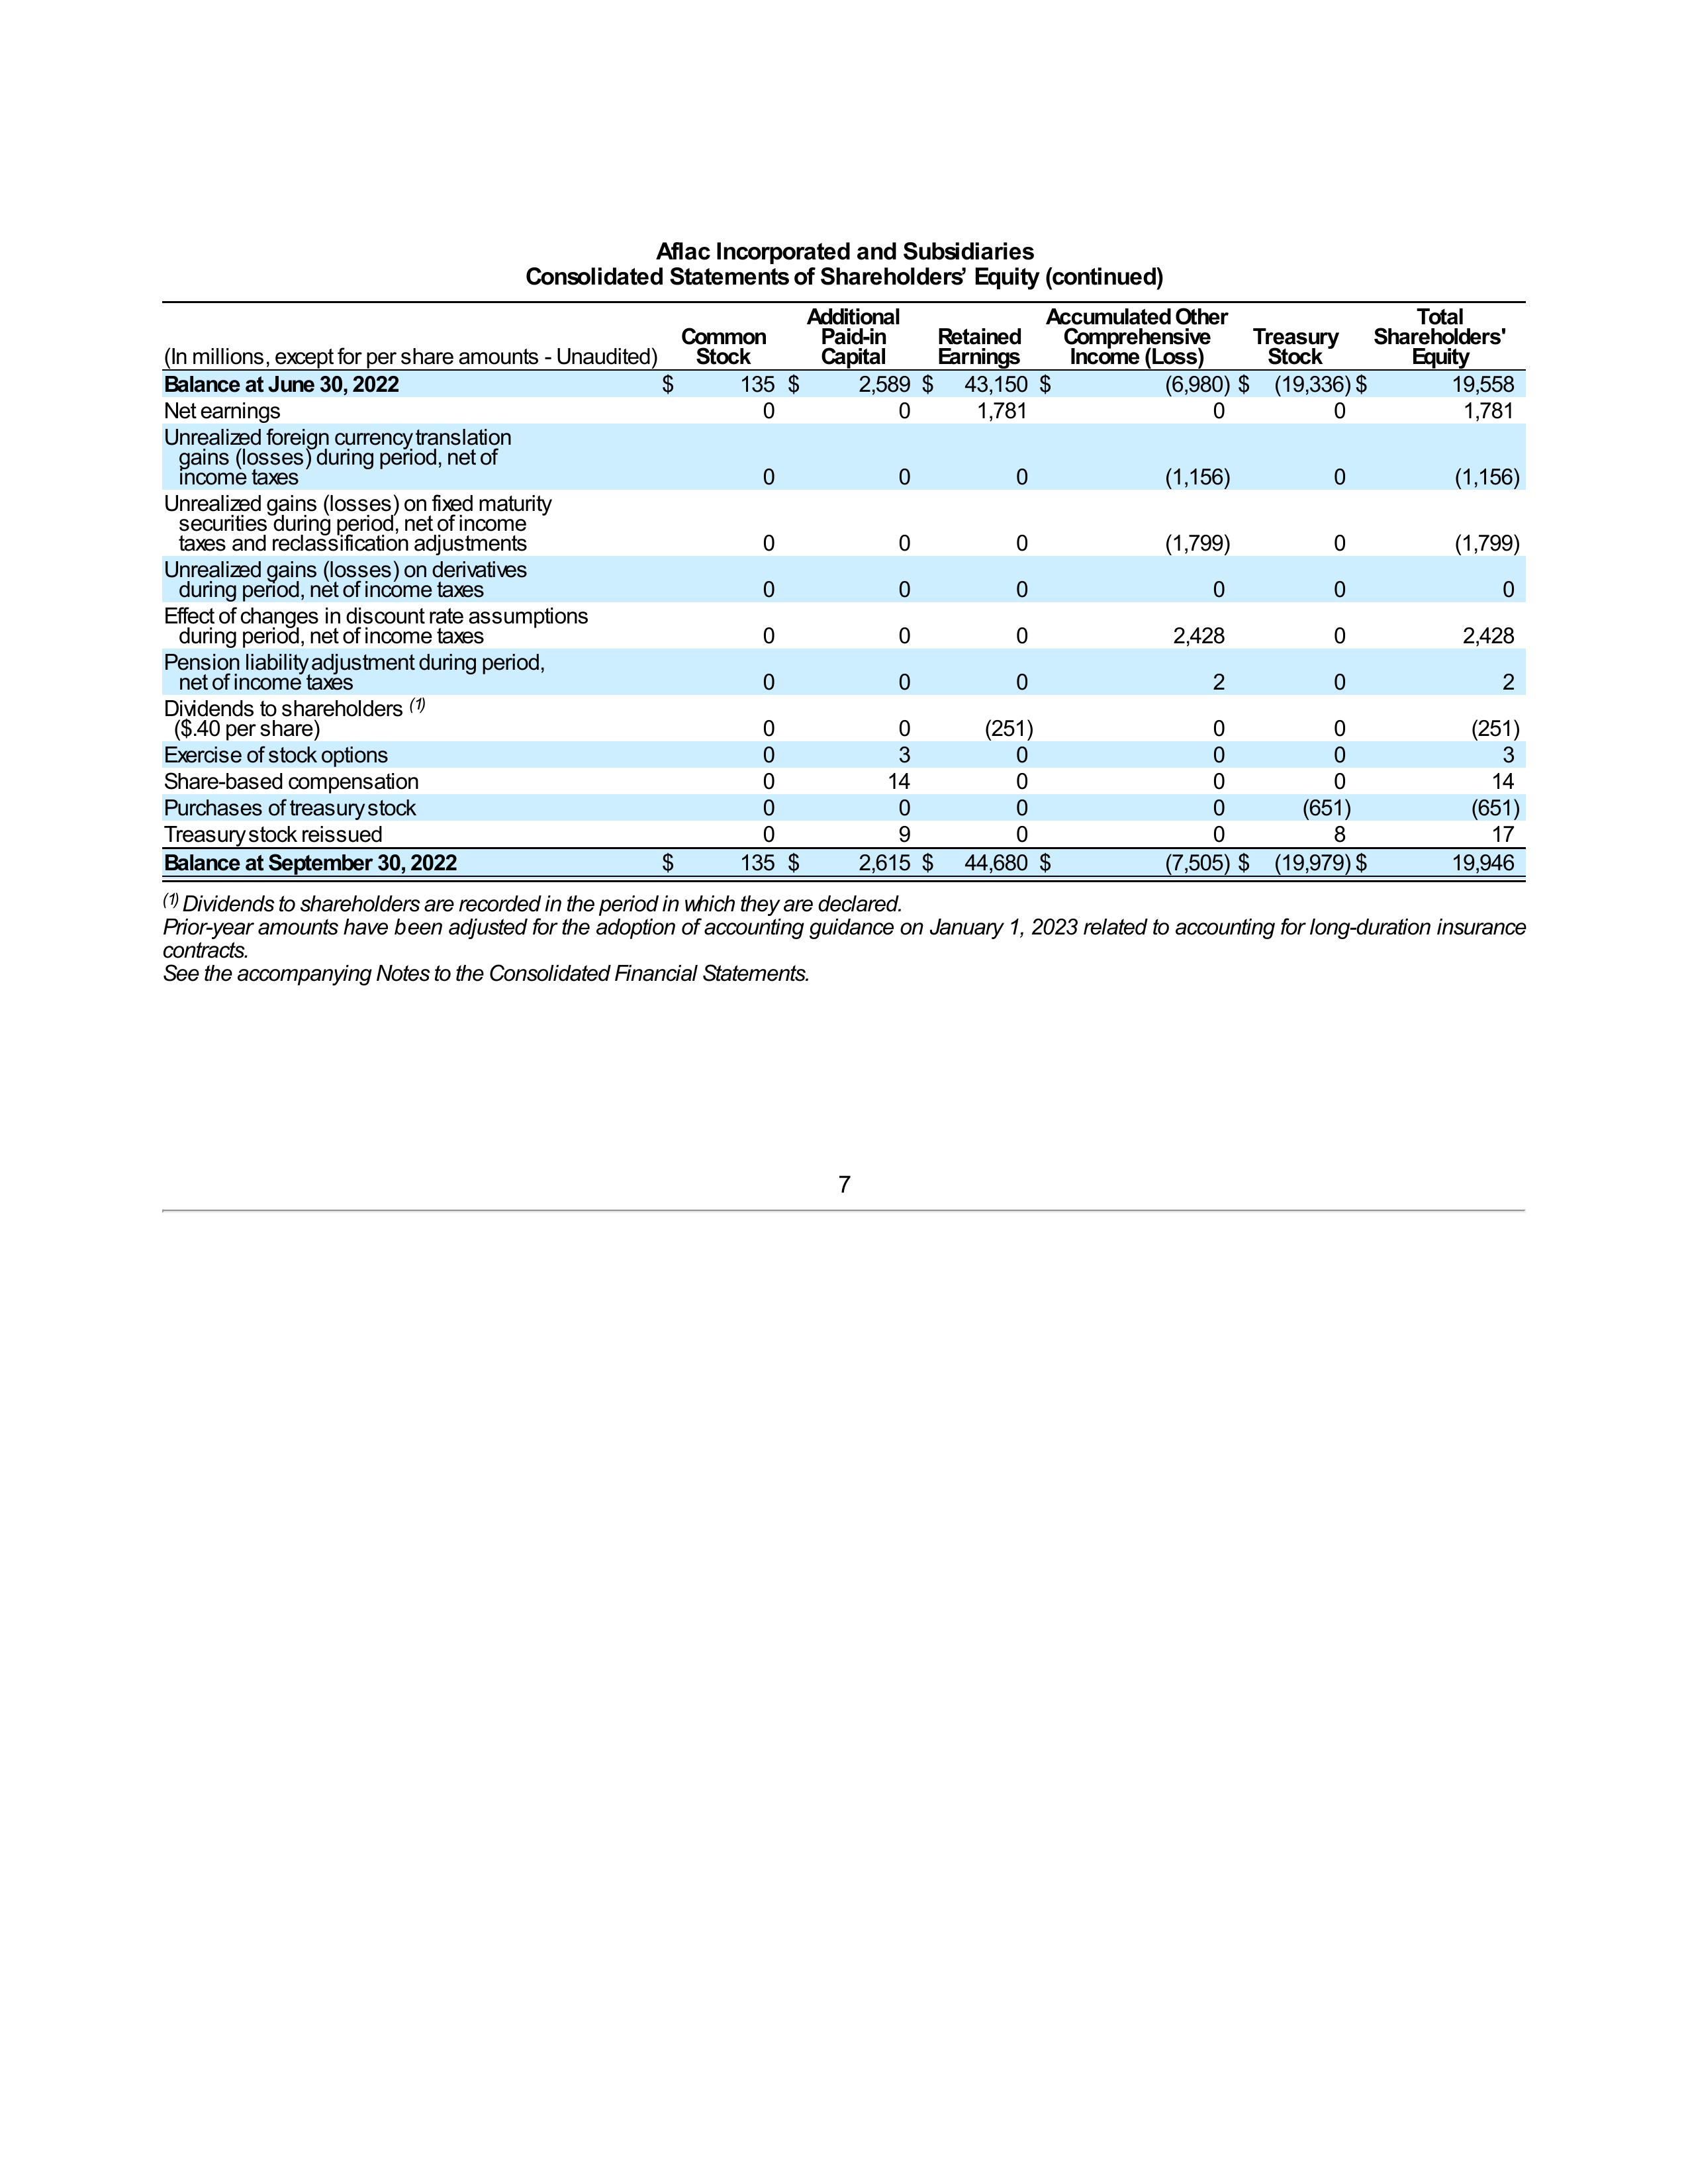 Aflac Incorporated and Subsidiaries
Consolidated Statements of Shareholders’ Equity (continued)
(In millions, except for per share amounts - Unaudited) Common Stock Additional Paid-in Capital Retained Earnings Accumulated Other Comprehensive Income (Loss) Treasury Stock Total Shareholders' Equity
Balance at June 30, 2022 $ 135 $ 2,589 $ 43,150 $ (6,980) $ (19,336) $ 19,558
Net earnings 0 0 1,781 0 0 1,781
Unrealized foreign currency translation
gains (losses) during period, net of
income taxes 0 0 0 (1,156) 0 (1,156)
Unrealized gains (losses) on fixed maturity
securities during period, net of income
taxes and reclassification adjustments 0 0 0 (1,799) 0 (1,799)
Unrealized gains (losses) on derivatives
during period, net of income taxes 0 0 0 0 0 0
Effect of changes in discount rate assumptions
during period, net of income taxes 0 0 0 2,428 0 2,428
Pension liability adjustment during period,
net of income taxes 0 0 0 2 0 2
Dividends to shareholders (1)
($.40 per share) 0 0 (251) 0 0 (251)
Exercise of stock options 0 3 0 0 0 3
Share-based compensation 0 14 0 0 0 14
Purchases of treasury stock 0 0 0 0 (651) (651)
Treasury stock reissued 0 9 0 0 8 17
Balance at September 30, 2022 $ 135 $ 2,615 $ 44,680 $ (7,505) $ (19,979) $ 19,946
(1) Dividends to shareholders are recorded in the period in which they are declared.
Prior-year amounts have been adjusted for the adoption of accounting guidance on January 1, 2023 related to accounting for long-duration insurance
contracts.
See the accompanying Notes to the Consolidated Financial Statements.
7